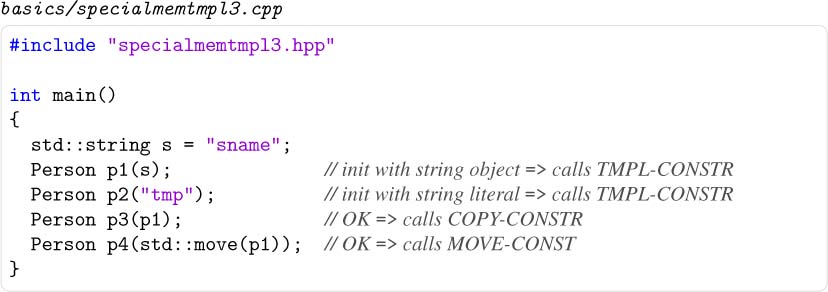 basics/specialmemtmpl3.cpp
#include "specialmemtmpl3.hpp"
int main()
{
std::string s = "sname";
Person p1(s); // init with string object => calls TMPL-CONSTR
Person p2("tmp"); // init with string literal => calls TMPL-CONSTR
Person p3(p1); // OK => calls COPY-CONSTR
Person p4(std::move(p1)); // OK => calls MOVE-CONST
}